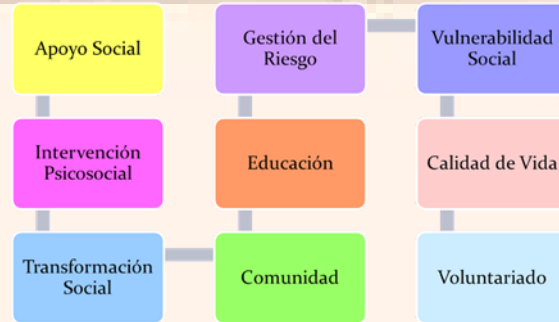 Apoyo Social
Intervención
Psicosocial
Transformación
Social
Comunidad
Educación
Gestión del
Riesgo
Vulnerabilidad
Social
Calidad de Vida
Voluntariado